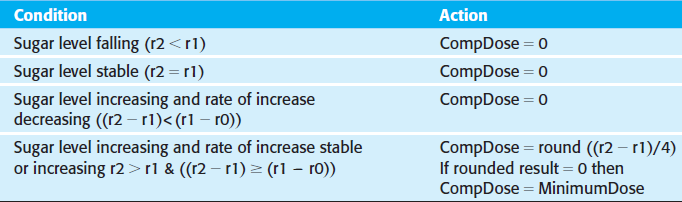 Condition Action
Sugar level falling (r2 < r1) CompDose = 0
Sugar level stable (r2 = r1) CompDose = 0
Sugar level increasing and rate of increase CompDose = 0
decreasing ((r2 – r1)< (r1 – r0))
Sugar level increasing and rate of increase stable CompDose = round ((r2 – r1)/4)
or increasing r2 > r1 & ((r2 – r1) ≥ (r1 – r0)) If rounded result = 0 then
CompDose = MinimumDose